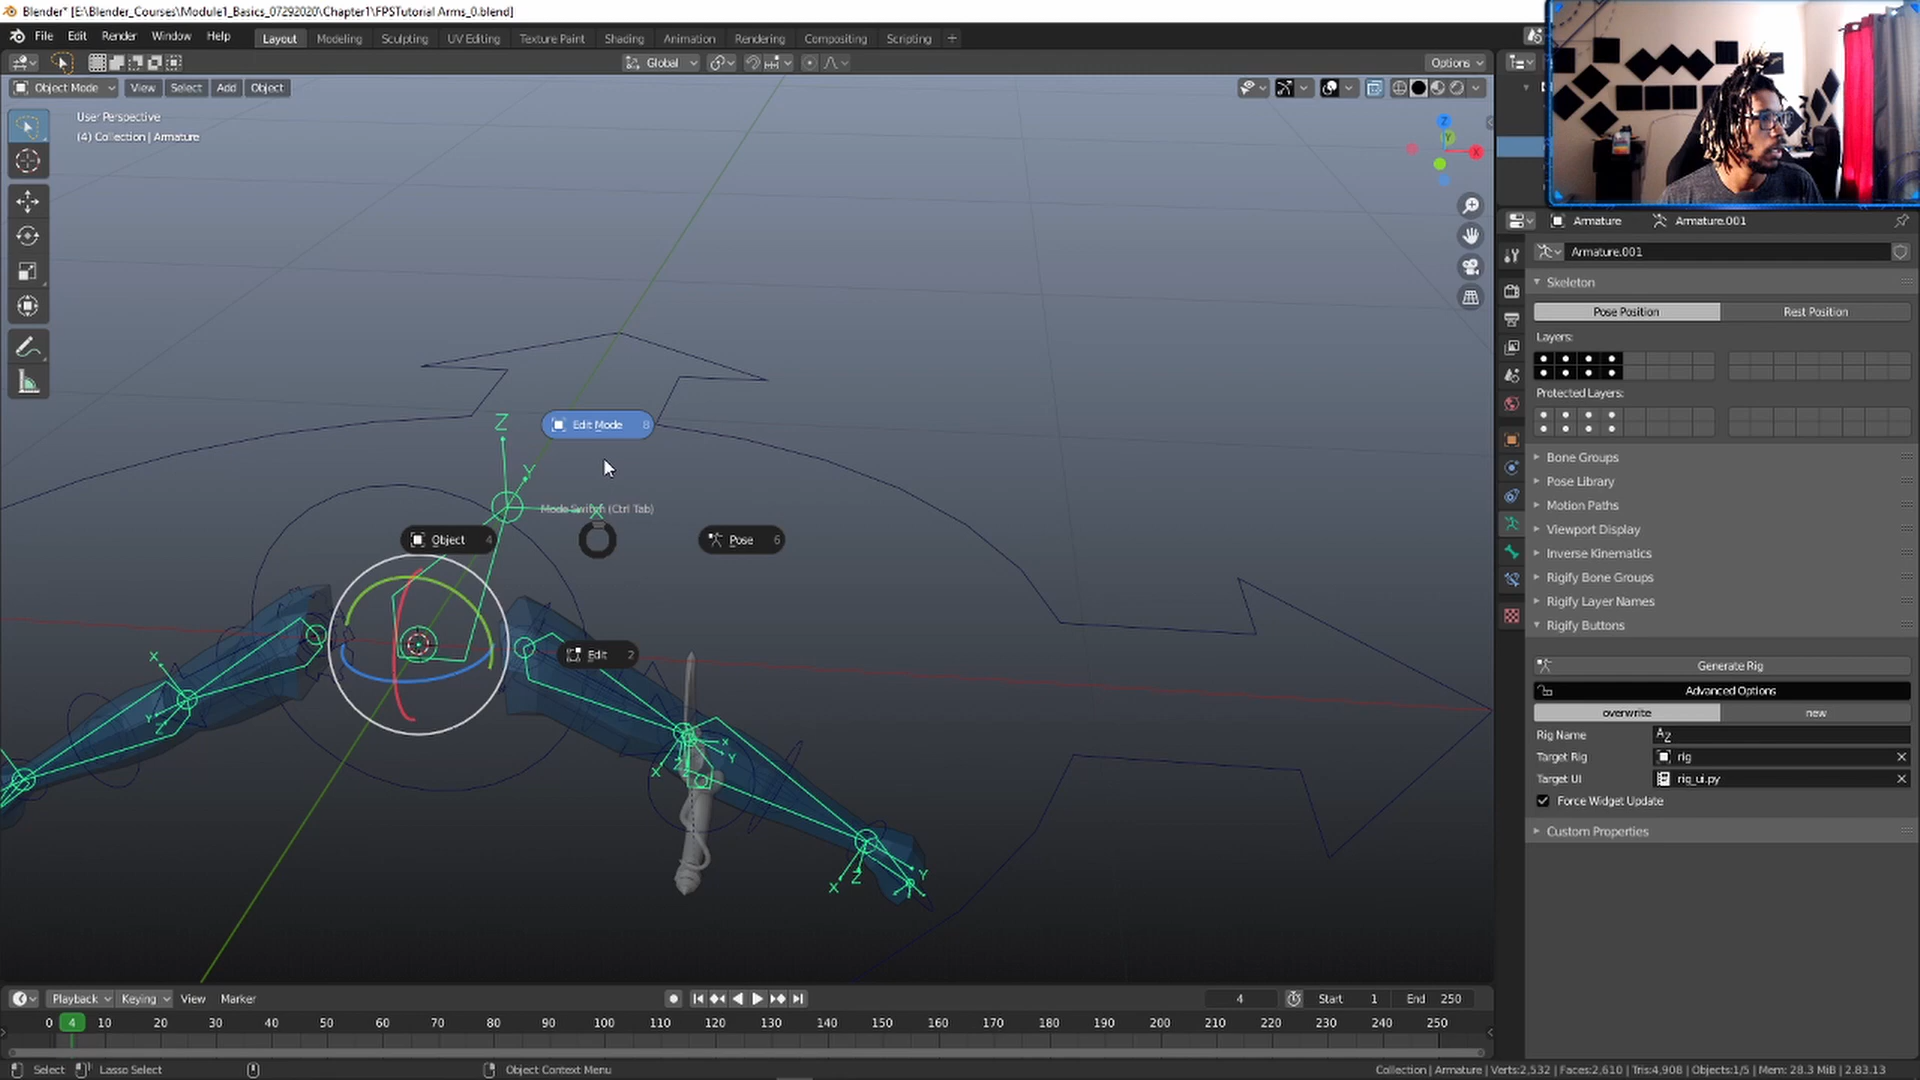 Blender* [E:\Blender_Courses\Module1_Basics_07292020\Chapter1\FPSTutorial Arms_0.blend]
File Edit Render Window Help Layout Modeling Sculpting UV Editing Texture Paint Shading Animation Rendering Compositing Scripting +
Global Options
Object Mode View Select Add Object
User Perspective
(4) Collection | Armature
Z
Y
X
Armature Armature.001
Armature.001
Skeleton
Pose Position Rest Position
Layers:
Protected Layers:
Bone Groups
Pose Library
Motion Paths
Viewport Display
Inverse Kinematics
Rigify Bone Groups
Rigify Layer Names
Rigify Buttons
Generate Rig
Advanced Options
overwrite new
Rig Name
Target Rig rig
Target UI rig_ui.py
Force Widget Update
Custom Properties
Z
Edit Mode 8
Y
Mode Switch (Ctrl Tab)
X
Object 4
Pose 6
Edit 2
X
Y
Z
X
Y
X
Z
X
Z
Y
Playback Keying View Marker 4 Start 1 End 250
0 4 10 20 30 40 50 60 70 80 90 100 110 120 130 140 150 160 170 180 190 200 210 220 230 240 250
Select Lasso Select Object Context Menu Collection | Armature | Verts:2,532 | Faces:2,610 | Tris:4,908 | Objects:1/5 | Mem: 28.3 MiB | 2.83.13